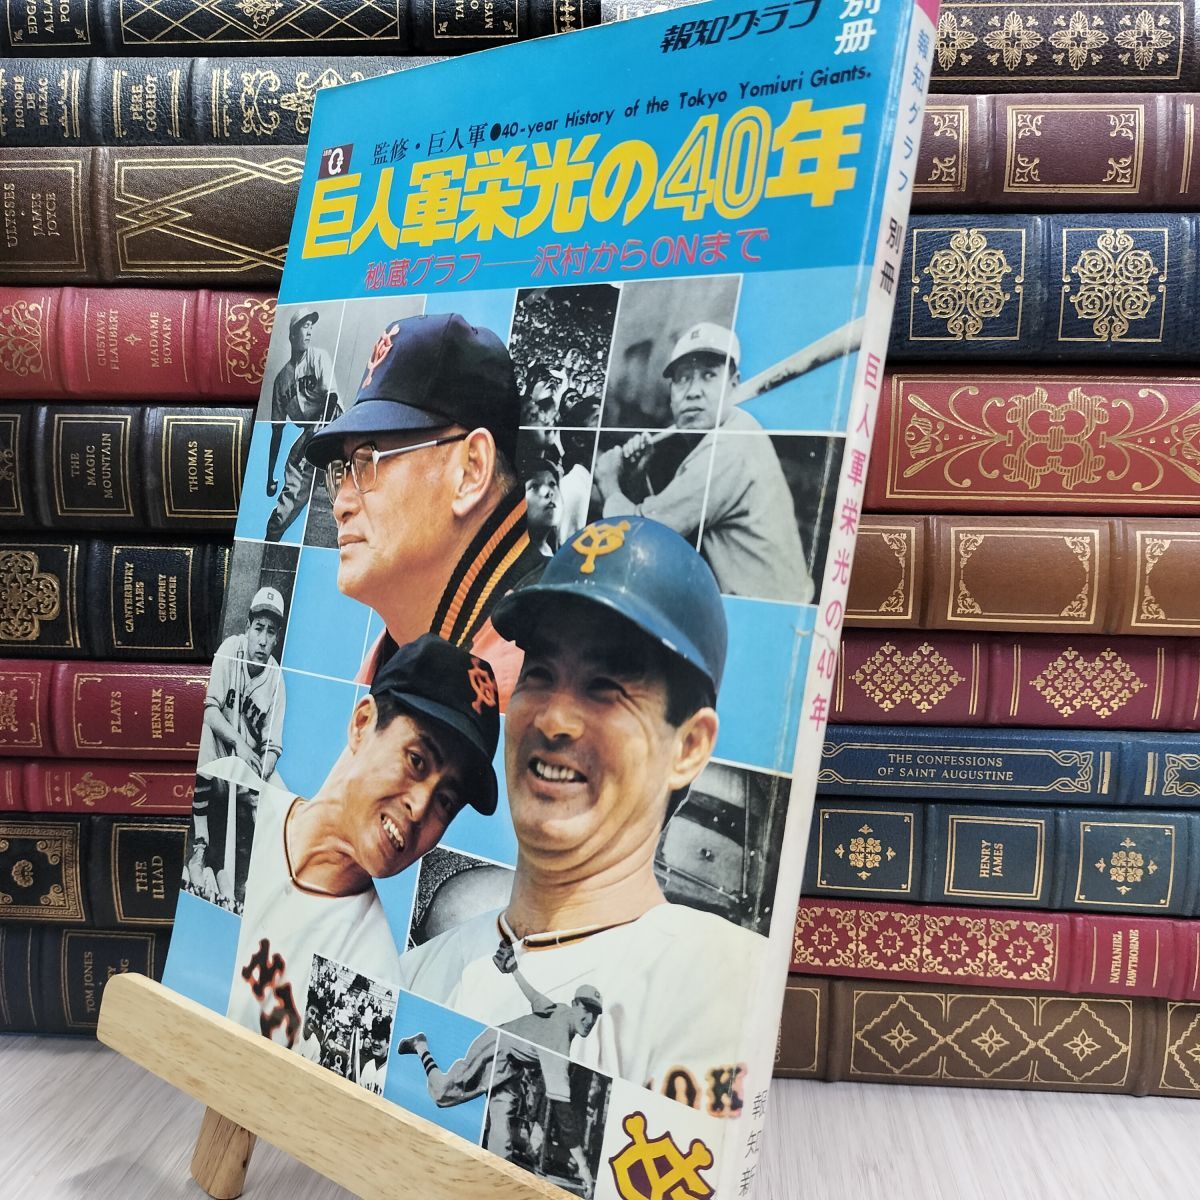 報知グラフ
別冊
●40-year History of the Tokyo Yomiuri Giants.
監修・巨人軍
巨人軍栄光の40年
秘蔵グラフ――沢村からONまで
報知グラフ 別冊 巨人軍栄光の40年
報知新
HONORÉ DE BALZAC
PERE GORIOT
ULYSSES
JAMES JOYCE
GUSTAVE FLAUBERT
MADAME BOVARY
THE MAGIC MOUNTAIN
THOMAS MANN
CANTERBURY TALES
GEOFFREY CHAUCER
PLAYS
HENRIK IBSEN
THE ILIAD
TOM JONES
THE CONFESSIONS OF SAINT AUGUSTINE
HENRY JAMES
NATHANIEL HAWTHORNE